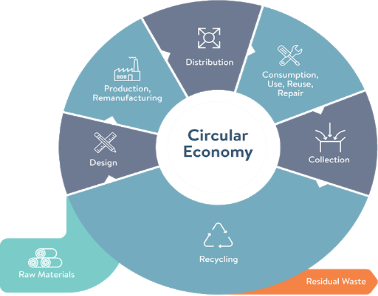 Distribution
Production,
Remanufacturing
Consumption,
Use, Reuse,
Repair
Circular
Economy
Design
Collection
Recycling
Raw Materials
Residual Waste